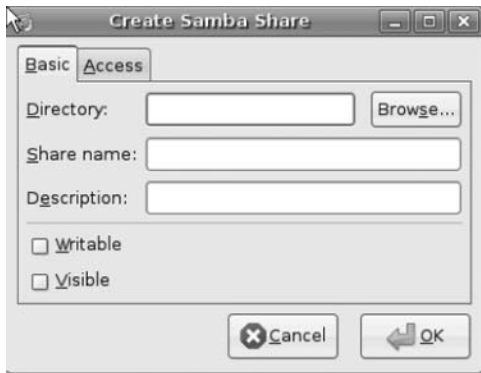 Create Samba Share
Basic Access
Directory: Browse...
Share name:
Description:
Writable
Visible
Cancel OK